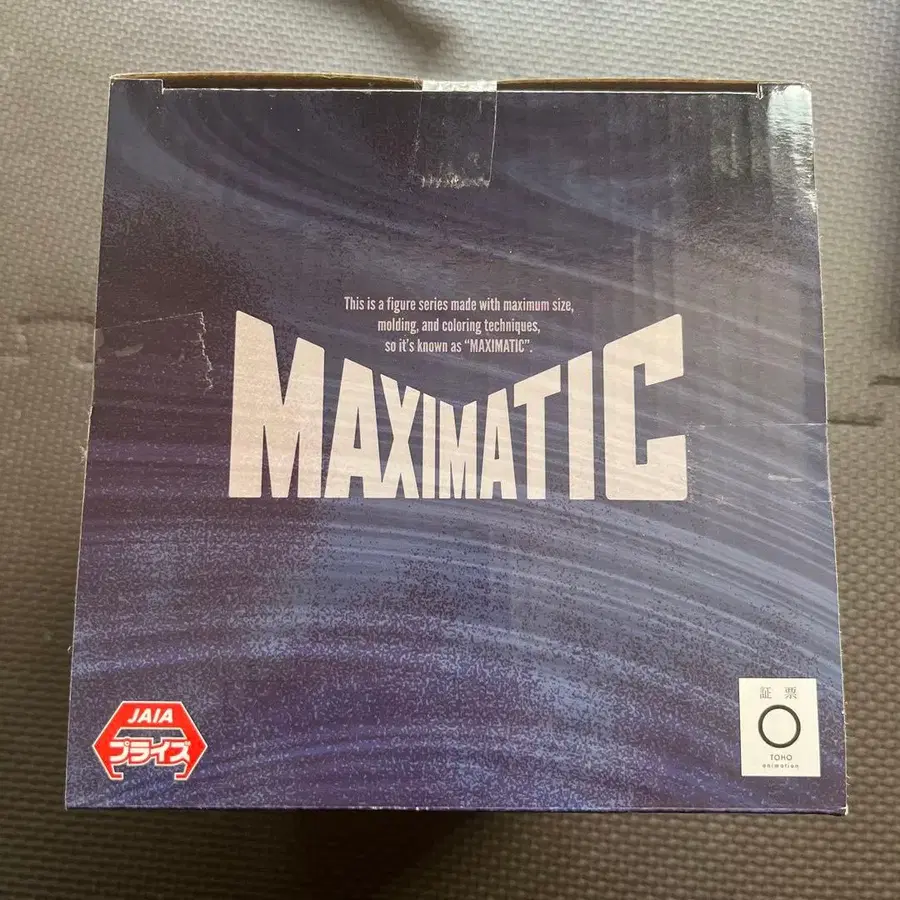 This is a figure series made with maximum size,
molding, and coloring techniques,
so it's known as "MAXIMATIC".
MAXIMATIC
JAIA
プライズ
証 票
TOHO
animation